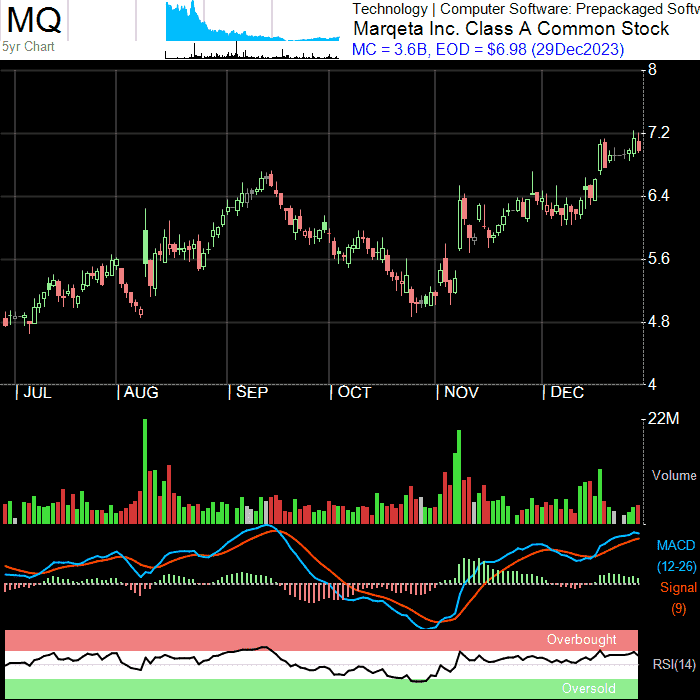 MQ
5yr Chart
Technology | Computer Software: Prepackaged Softw
Marqeta Inc. Class A Common Stock
MC = 3.6B, EOD = $6.98 (29Dec2023)
8
7.2
6.4
5.6
4.8
4
JUL AUG SEP OCT NOV DEC
22M
Volume
MACD
(12-26)
Signal
(9)
Overbought
RSI(14)
Oversold